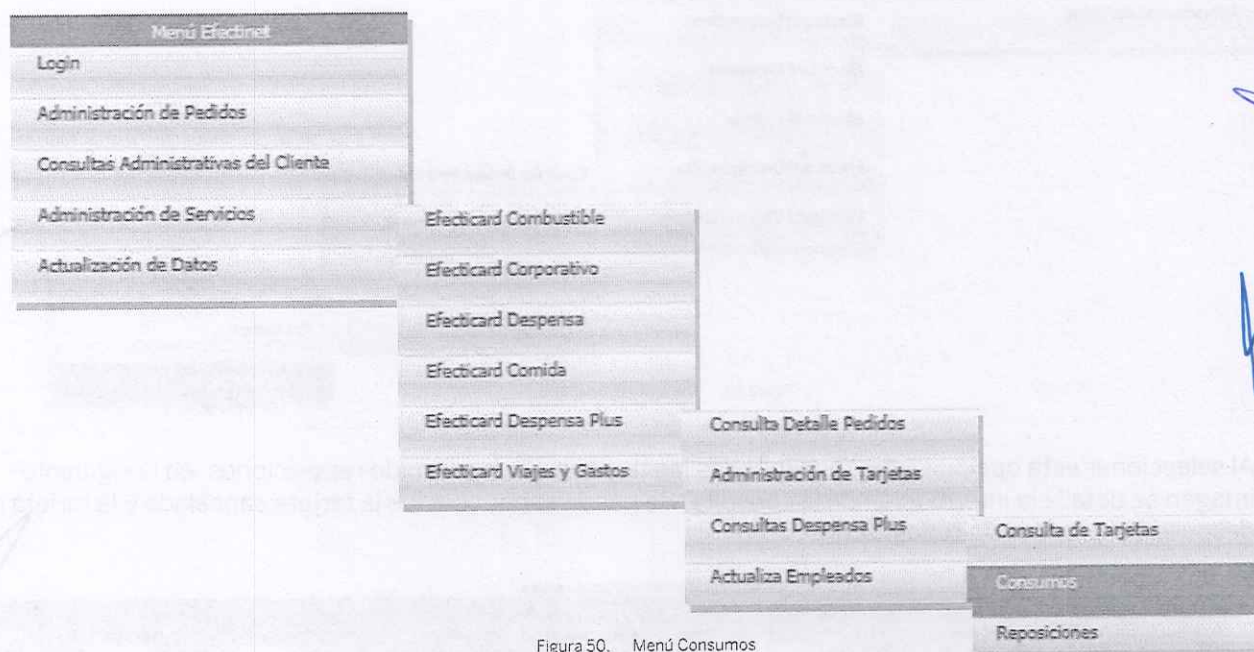 Menú Efectinet
Login
Administración de Pedidos
Consultas Administrativas del Cliente
Administración de Servicios
Actualización de Datos
Efecticard Combustible
Efecticard Corporativo
Efecticard Despensa
Efecticard Comida
Efecticard Despensa Plus
Efecticard Viajes y Gastos
Consulta Detalle Pedidos
Administración de Tarjetas
Consultas Despensa Plus
Actualiza Empleados
Consulta de Tarjetas
Consumos
Reposiciones
Figura 50. Menú Consumos